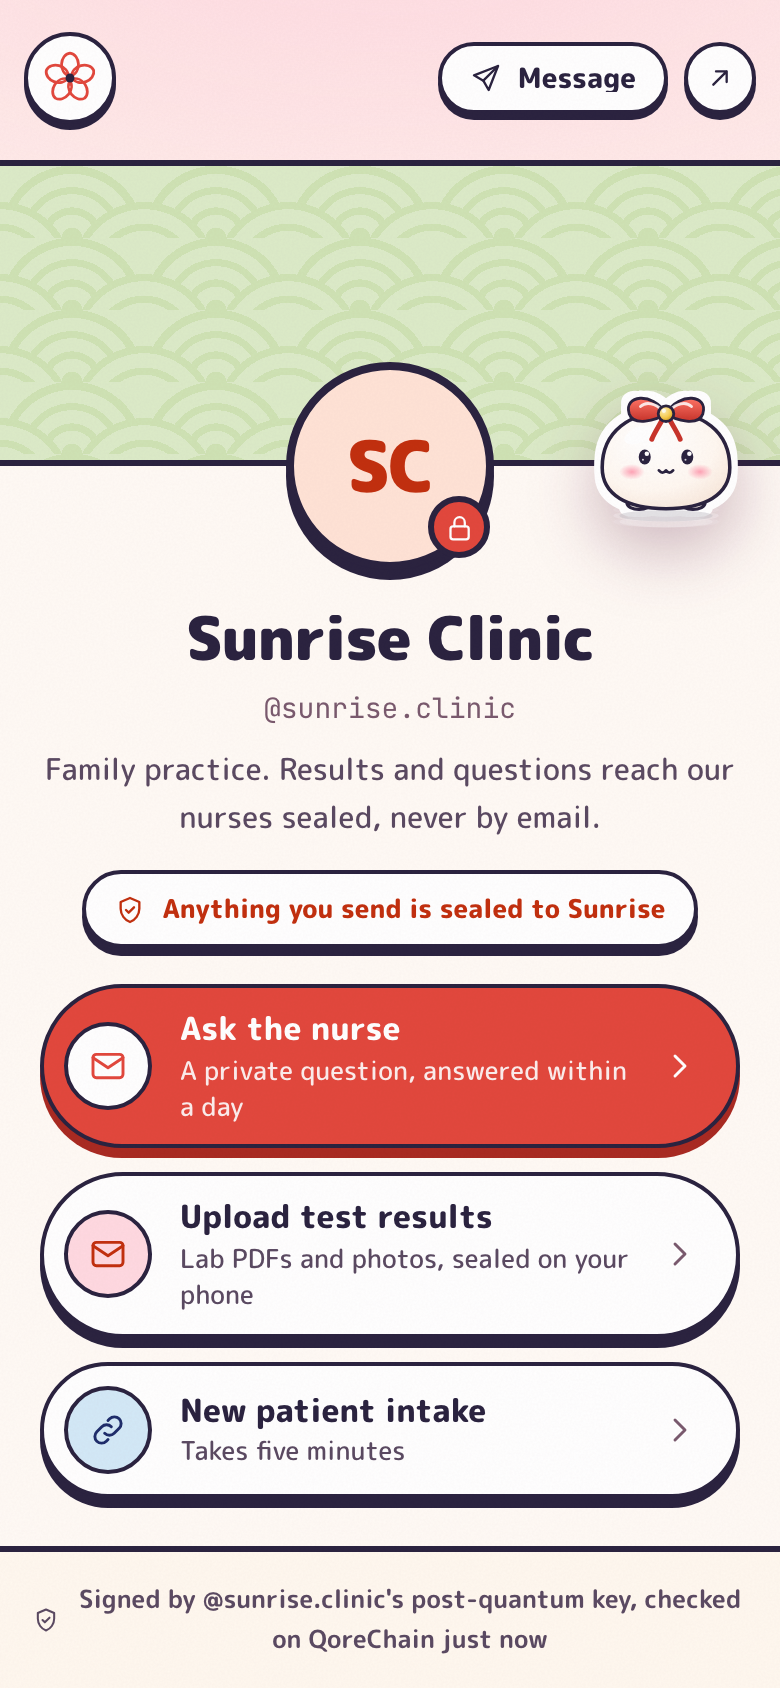 Message
SC
Sunrise Clinic
@sunrise.clinic
Family practice. Results and questions reach our
nurses sealed, never by email.
Anything you send is sealed to Sunrise
Ask the nurse
A private question, answered within
a day
Upload test results
Lab PDFs and photos, sealed on your
phone
New patient intake
Takes five minutes
Signed by @sunrise.clinic's post-quantum key, checked
on QoreChain just now